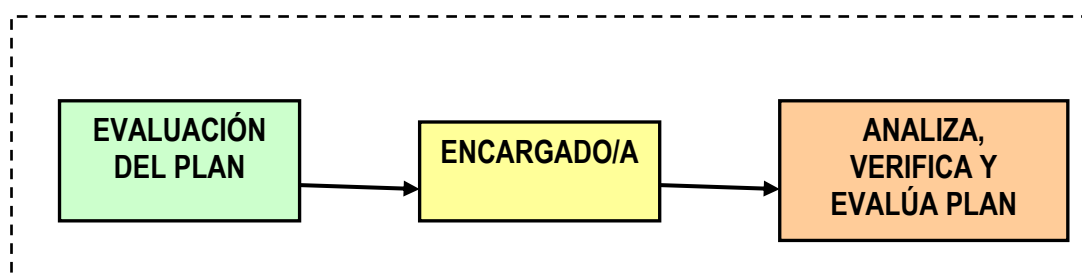 EVALUACIÓN
DEL PLAN
ENCARGADO/A
ANALIZA,
VERIFICA Y
EVALÚA PLAN